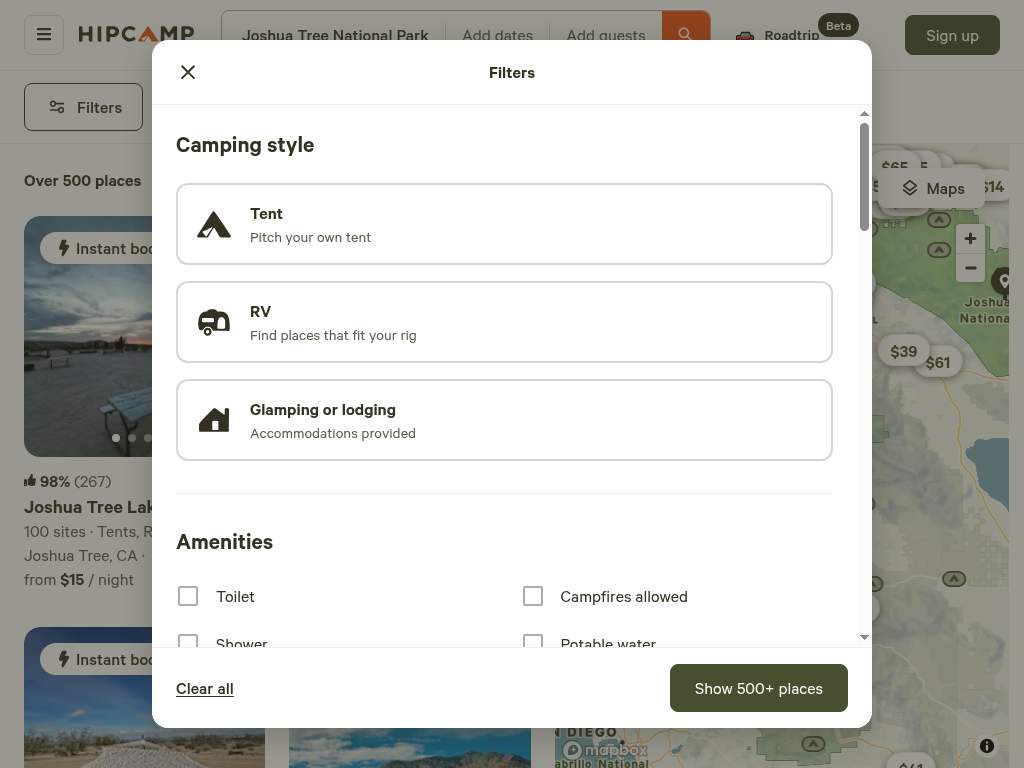 HIPCAMP
Joshua Tree National Park
Add dates
Add guests
Roadtrip
Beta
Sign up
Filters
Filters
Over 500 places
Camping style
Tent
Pitch your own tent
RV
Find places that fit your rig
Glamping or lodging
Accommodations provided
Amenities
Toilet
Campfires allowed
Shower
Potable water
Clear all
Show 500+ places
Instant boo
98% (267)
Joshua Tree Lak
100 sites · Tents, R
Joshua Tree, CA ·
from $15 / night
Instant boo
$65
$14
Maps
+
−
Joshua
Nationa
$39
$61
N DIEGO
mapbox
abrillo National
$41